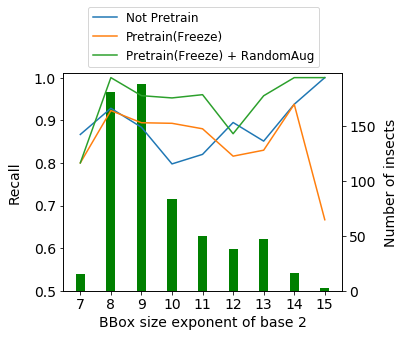 Not Pretrain
Pretrain(Freeze)
Pretrain(Freeze) + RandomAug
1.0
0.9
0.8
0.7
0.6
0.5
Recall
150
100
50
0
Number of insects
7 8 9 10 11 12 13 14 15
BBox size exponent of base 2